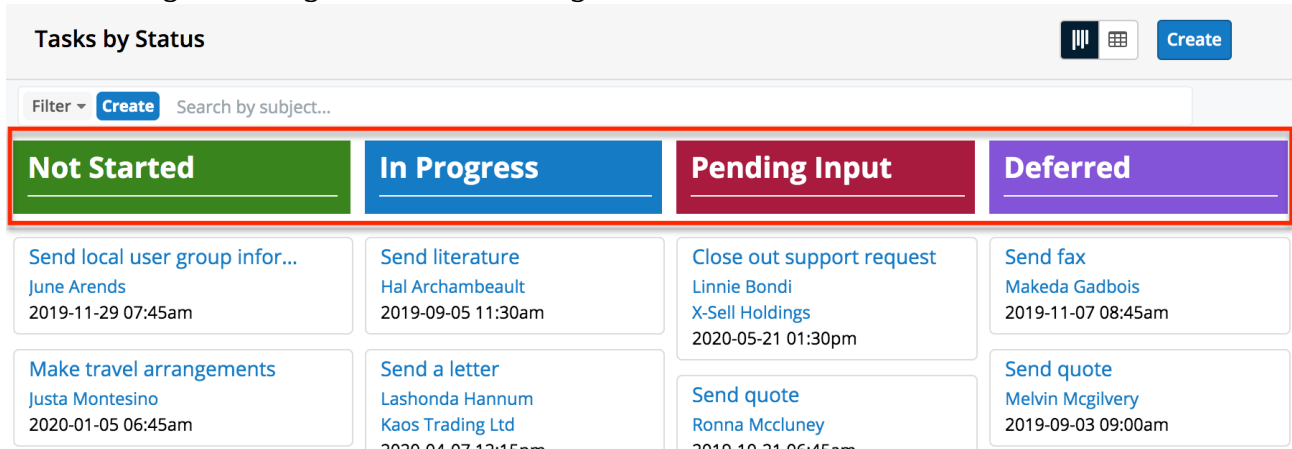 Tasks by Status
Create
Filter Create Search by subject...
Not Started
In Progress
Pending Input
Deferred
Send local user group infor...
June Arends
2019-11-29 07:45am
Make travel arrangements
Justa Montesino
2020-01-05 06:45am
Send literature
Hal Archambeault
2019-09-05 11:30am
Send a letter
Lashonda Hannum
Kaos Trading Ltd
Close out support request
Linnie Bondi
X-Sell Holdings
2020-05-21 01:30pm
Send quote
Ronna Mccluney
Send fax
Makeda Gadbois
2019-11-07 08:45am
Send quote
Melvin Mcgilvery
2019-09-03 09:00am